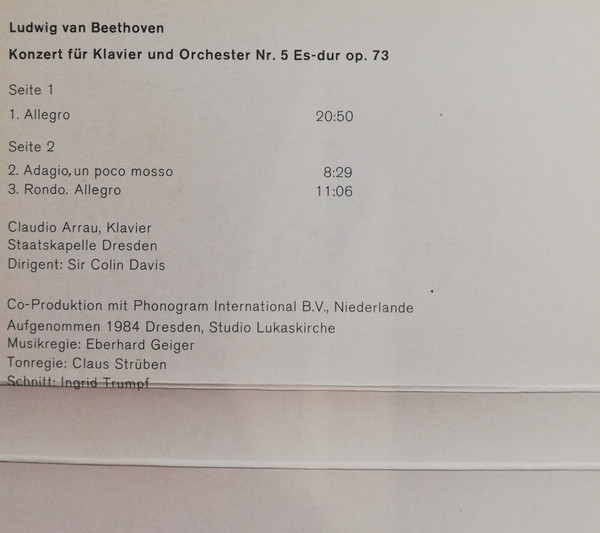 Ludwig van Beethoven
Konzert für Klavier und Orchester Nr. 5 Es-dur op. 73
Seite 1
1. Allegro 20:50
Seite 2
2. Adagio, un poco mosso 8:29
3. Rondo. Allegro 11:06
Claudio Arrau, Klavier
Staatskapelle Dresden
Dirigent: Sir Colin Davis
Co-Produktion mit Phonogram International B.V., Niederlande
Aufgenommen 1984 Dresden, Studio Lukaskirche
Musikregie: Eberhard Geiger
Tonregie: Claus Strüben
Schnitt: Ingrid Trumpf